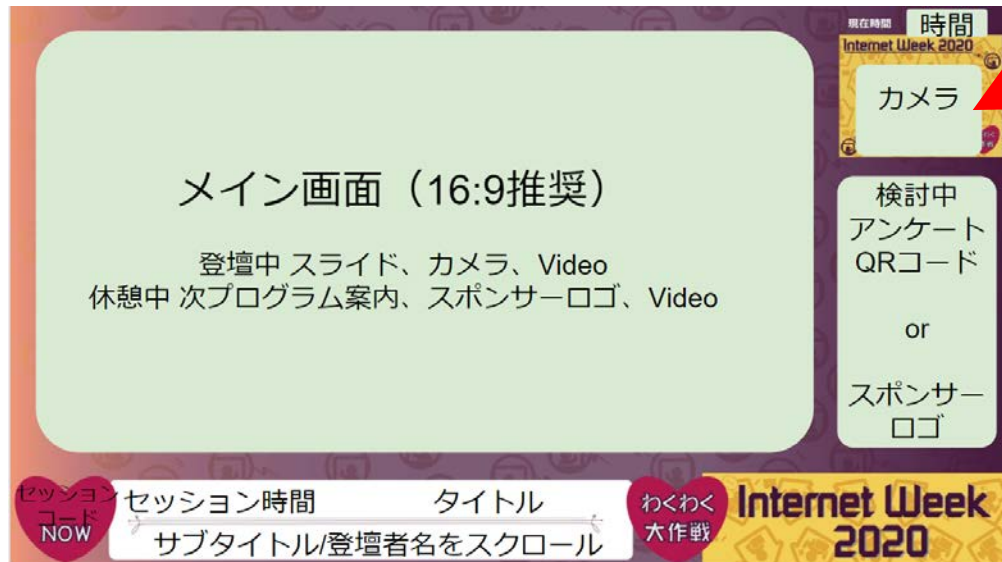 現在時間 時間
Internet Week 2020
カメラ
メイン画面（16:9推奨）
登壇中 スライド、カメラ、Video
休憩中 次プログラム案内、スポンサーロゴ、Video
検討中
アンケート
QRコード
or
スポンサー
ロゴ
セッション
コード
NOW
セッション時間 タイトル
サブタイトル/登壇者名をスクロール
わくわく
大作戦
Internet Week
2020